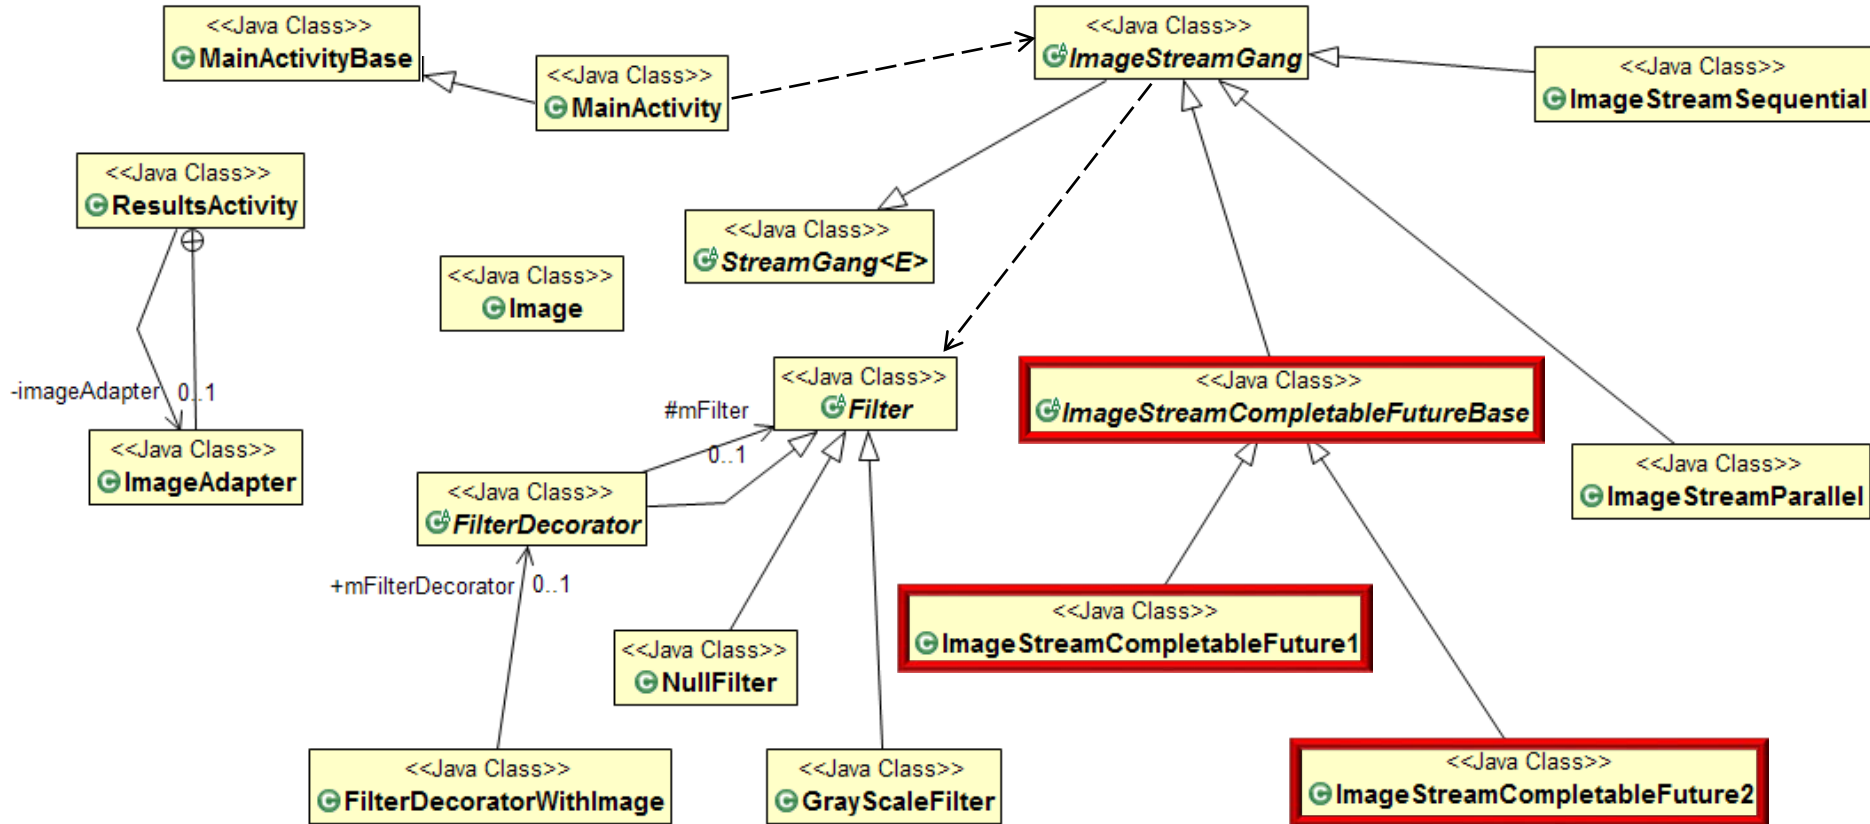 <<Java Class>>
MainActivityBase
<<Java Class>>
MainActivity
<<Java Class>>
ImageStreamGang
<<Java Class>>
ImageStreamSequential
<<Java Class>>
ResultsActivity
<<Java Class>>
StreamGang<E>
<<Java Class>>
Image
-imageAdapter 0..1
<<Java Class>>
ImageAdapter
<<Java Class>>
Filter
#mFilter
0..1
<<Java Class>>
ImageStreamCompletableFutureBase
<<Java Class>>
ImageStreamParallel
<<Java Class>>
FilterDecorator
+mFilterDecorator 0..1
<<Java Class>>
NullFilter
<<Java Class>>
ImageStreamCompletableFuture1
<<Java Class>>
FilterDecoratorWithImage
<<Java Class>>
GrayScaleFilter
<<Java Class>>
ImageStreamCompletableFuture2